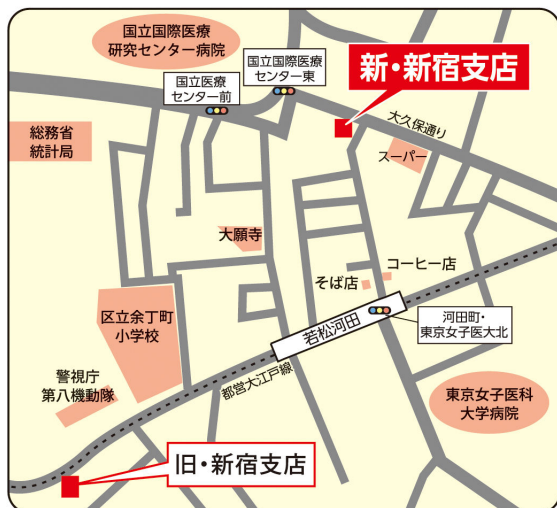 国立国際医療
研究センター病院
国立国際医療
センター東
国立医療
センター前
新・新宿支店
大久保通り
総務省
統計局
スーパー
大願寺
コーヒー店
そば店
区立余丁町
小学校
若松河田
河田町・
東京女子医大北
都営大江戸線
警視庁
第八機動隊
東京女子医科
大学病院
旧・新宿支店